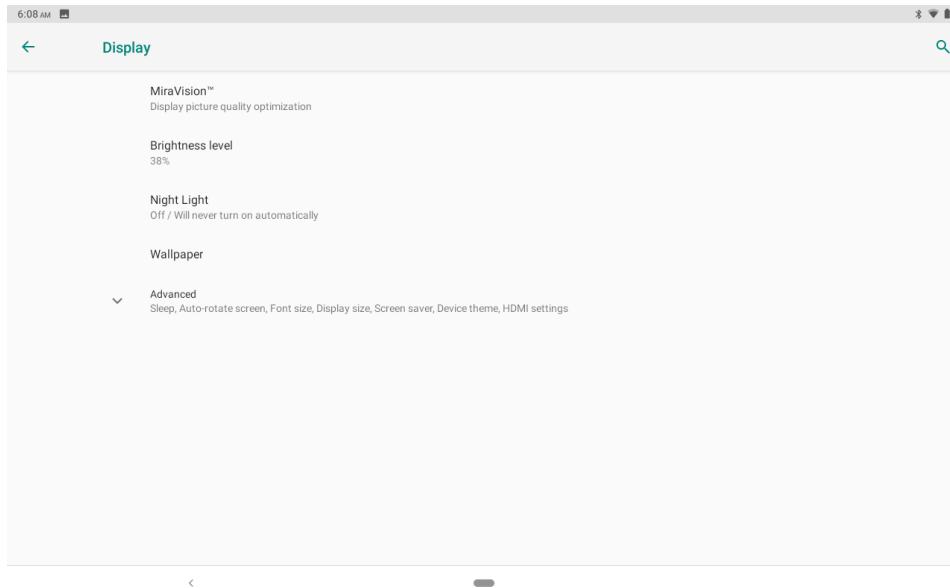 6:08 AM
Display
MiraVision™
Display picture quality optimization
Brightness level
38%
Night Light
Off / Will never turn on automatically
Wallpaper
Advanced
Sleep, Auto-rotate screen, Font size, Display size, Screen saver, Device theme, HDMI settings